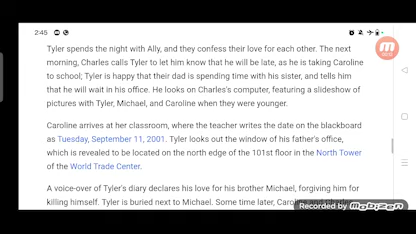 2:45
Tyler spends the night with Ally, and they confess their love for each other. The next
morning, Charles calls Tyler to let him know that he will be late, as he is taking Caroline
to school; Tyler is happy that their dad is spending time with his sister, and tells him
that he will wait in his office. He looks on Charles's computer, featuring a slideshow of
pictures with Tyler, Michael, and Caroline when they were younger.
Caroline arrives at her classroom, where the teacher writes the date on the blackboard
as Tuesday, September 11, 2001. Tyler looks out the window of his father's office,
which is revealed to be located on the north edge of the 101st floor in the North Tower
of the World Trade Center.
A voice-over of Tyler's diary declares his love for his brother Michael, forgiving him for
killing himself. Tyler is buried next to Michael. Some time later, Caroline and Charles
Recorded by Mobizen